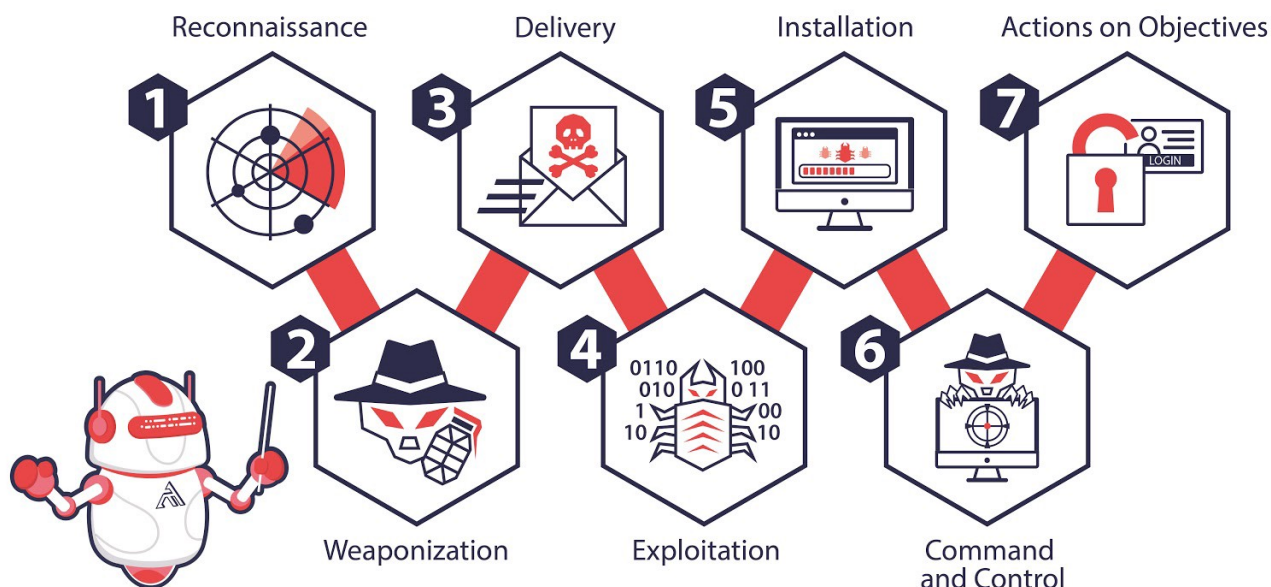 Reconnaissance
1
Weaponization
2
Delivery
3
Exploitation
4
0110 100
010 0 11
1 00
10 10
Installation
5
Command
and Control
6
Actions on Objectives
7
LOGIN